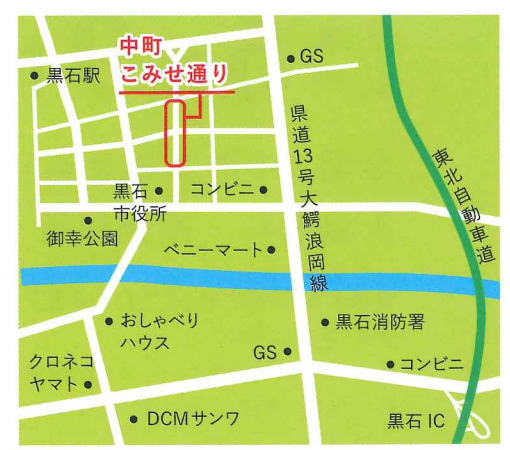 中町
こみせ通り
GS
黒石駅
県道13号大鰐浪岡線
東北自動車道
黒石
市役所
コンビニ
御幸公園
ベニーマート
おしゃべり
ハウス
黒石消防署
クロネコ
ヤマト
GS
コンビニ
DCMサンワ
黒石IC